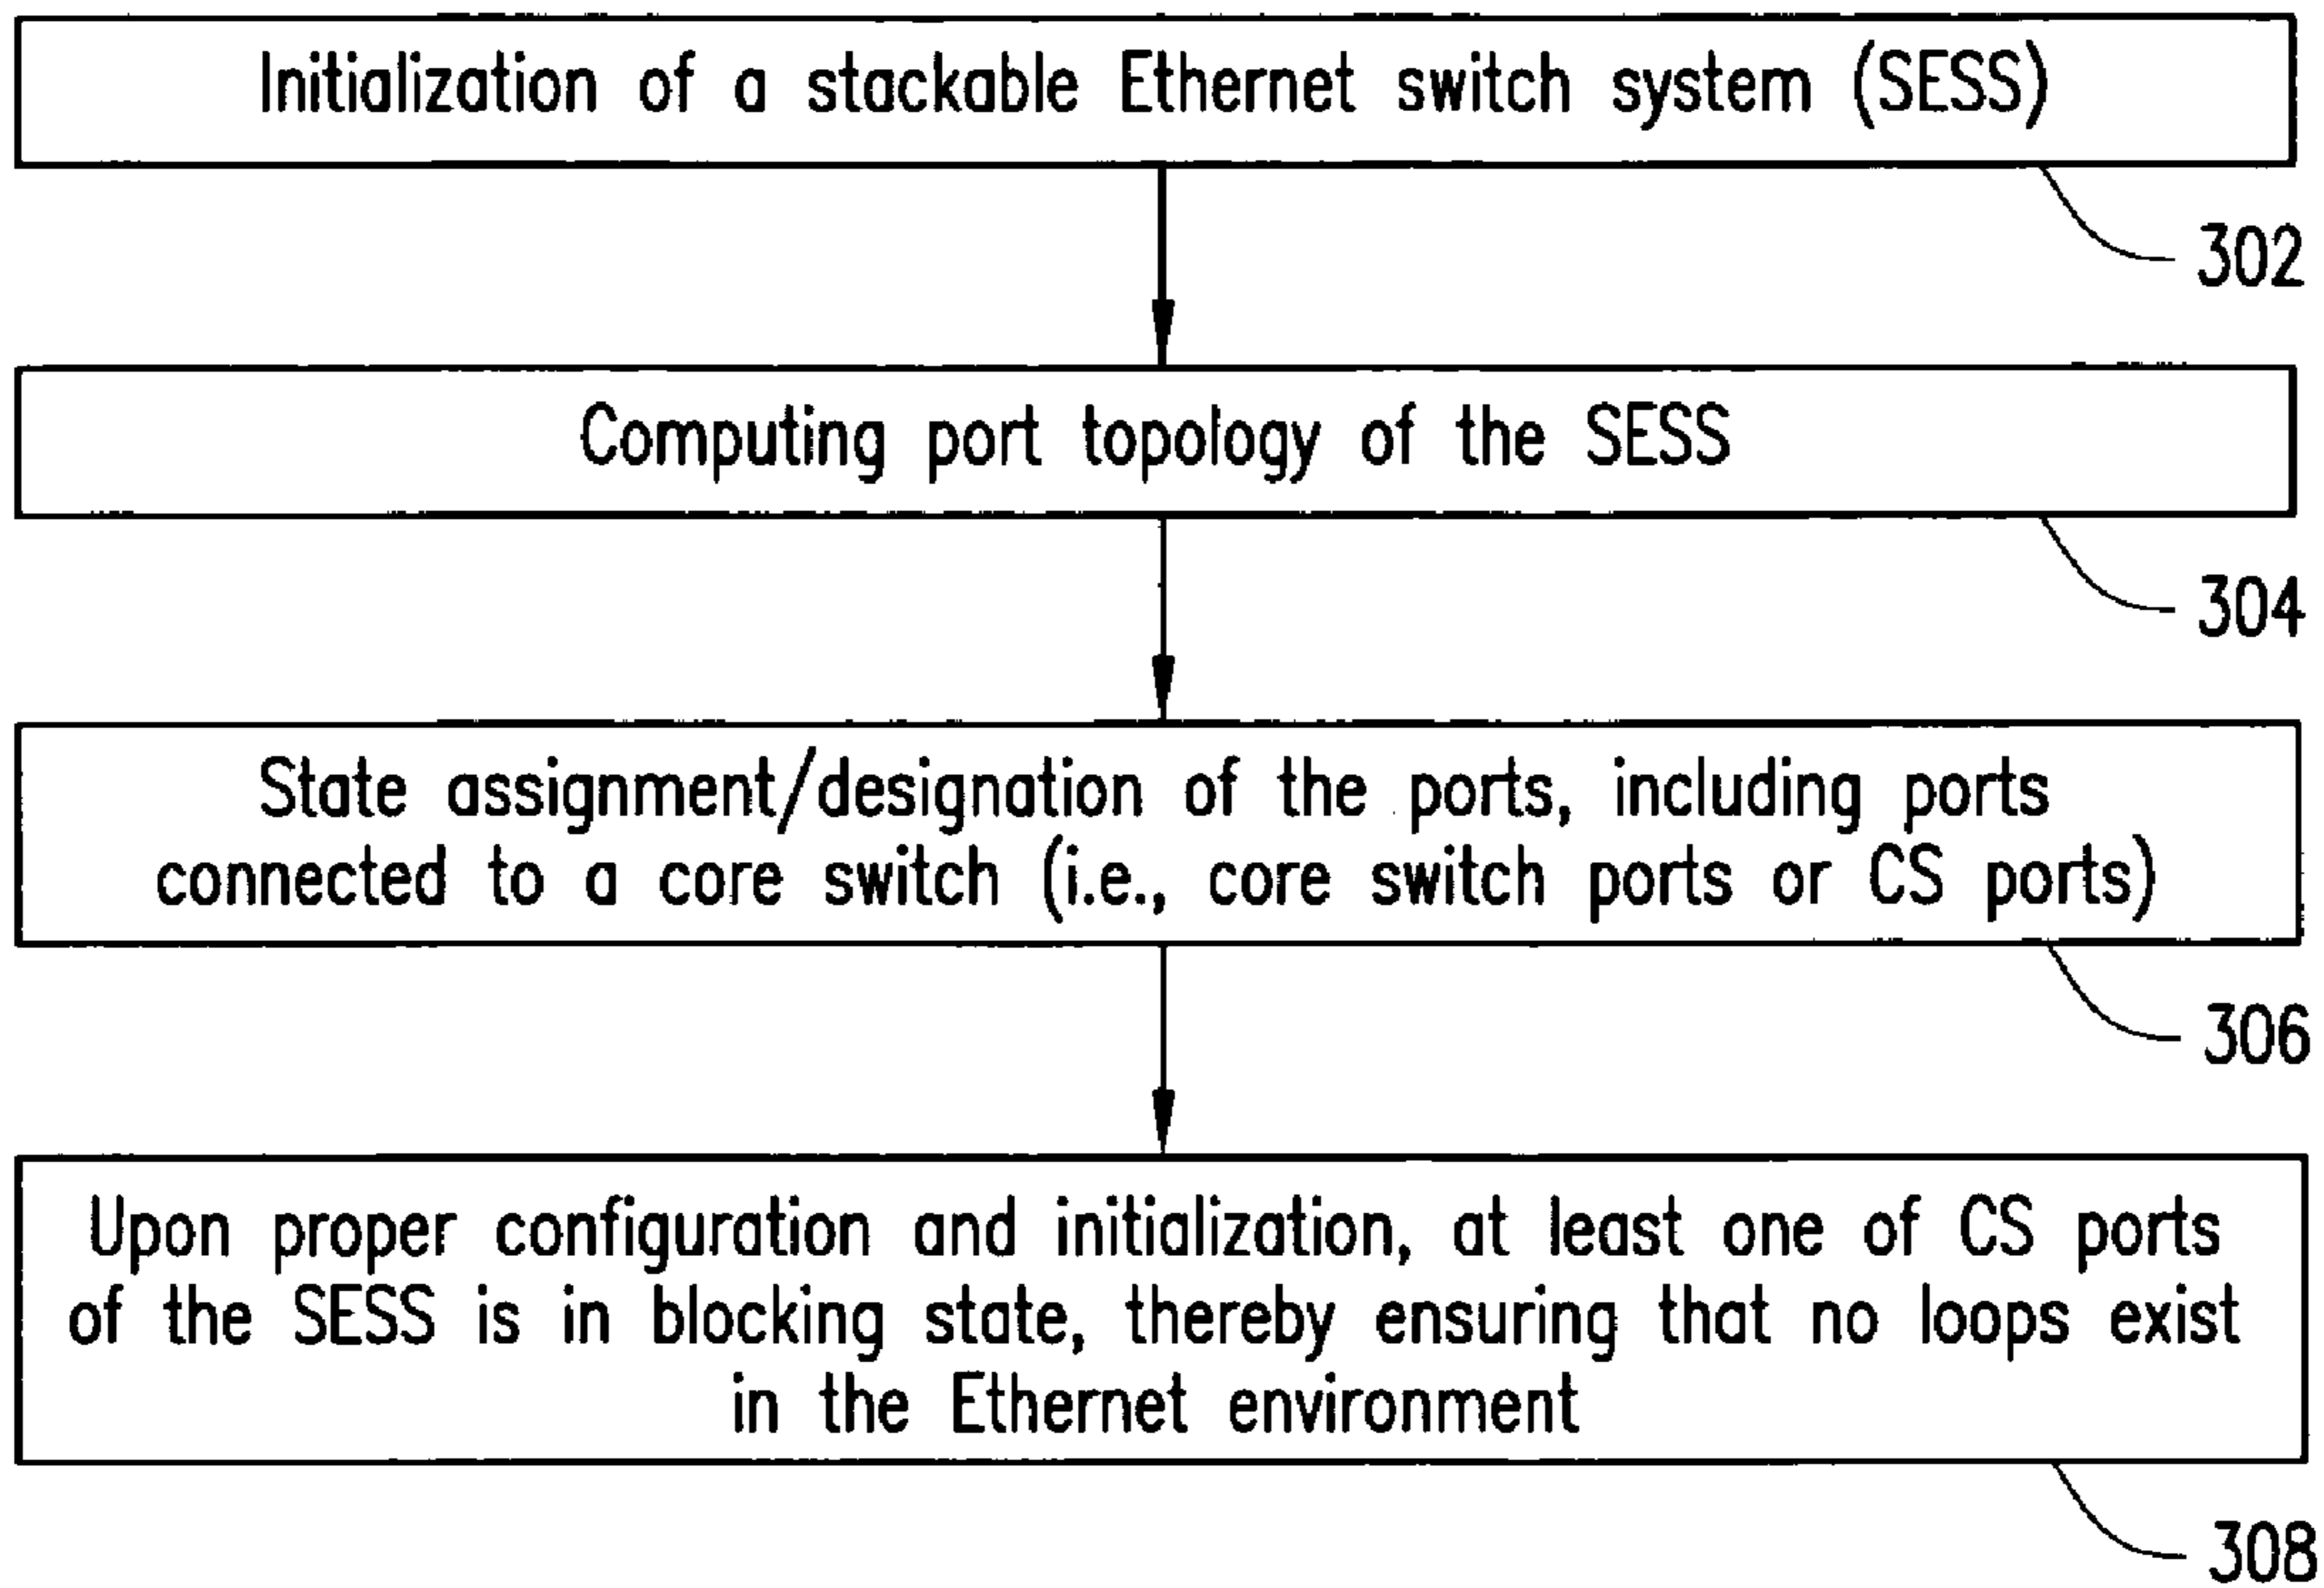 Initialization of a stackable Ethernet switch system (SESS)
302
Computing port topology of the SESS
304
State assignment/designation of the ports, including ports
connected to a core switch (i.e., core switch ports or CS ports)
306
Upon proper configuration and initialization, at least one of CS ports
of the SESS is in blocking state, thereby ensuring that no loops exist
in the Ethernet environment
308